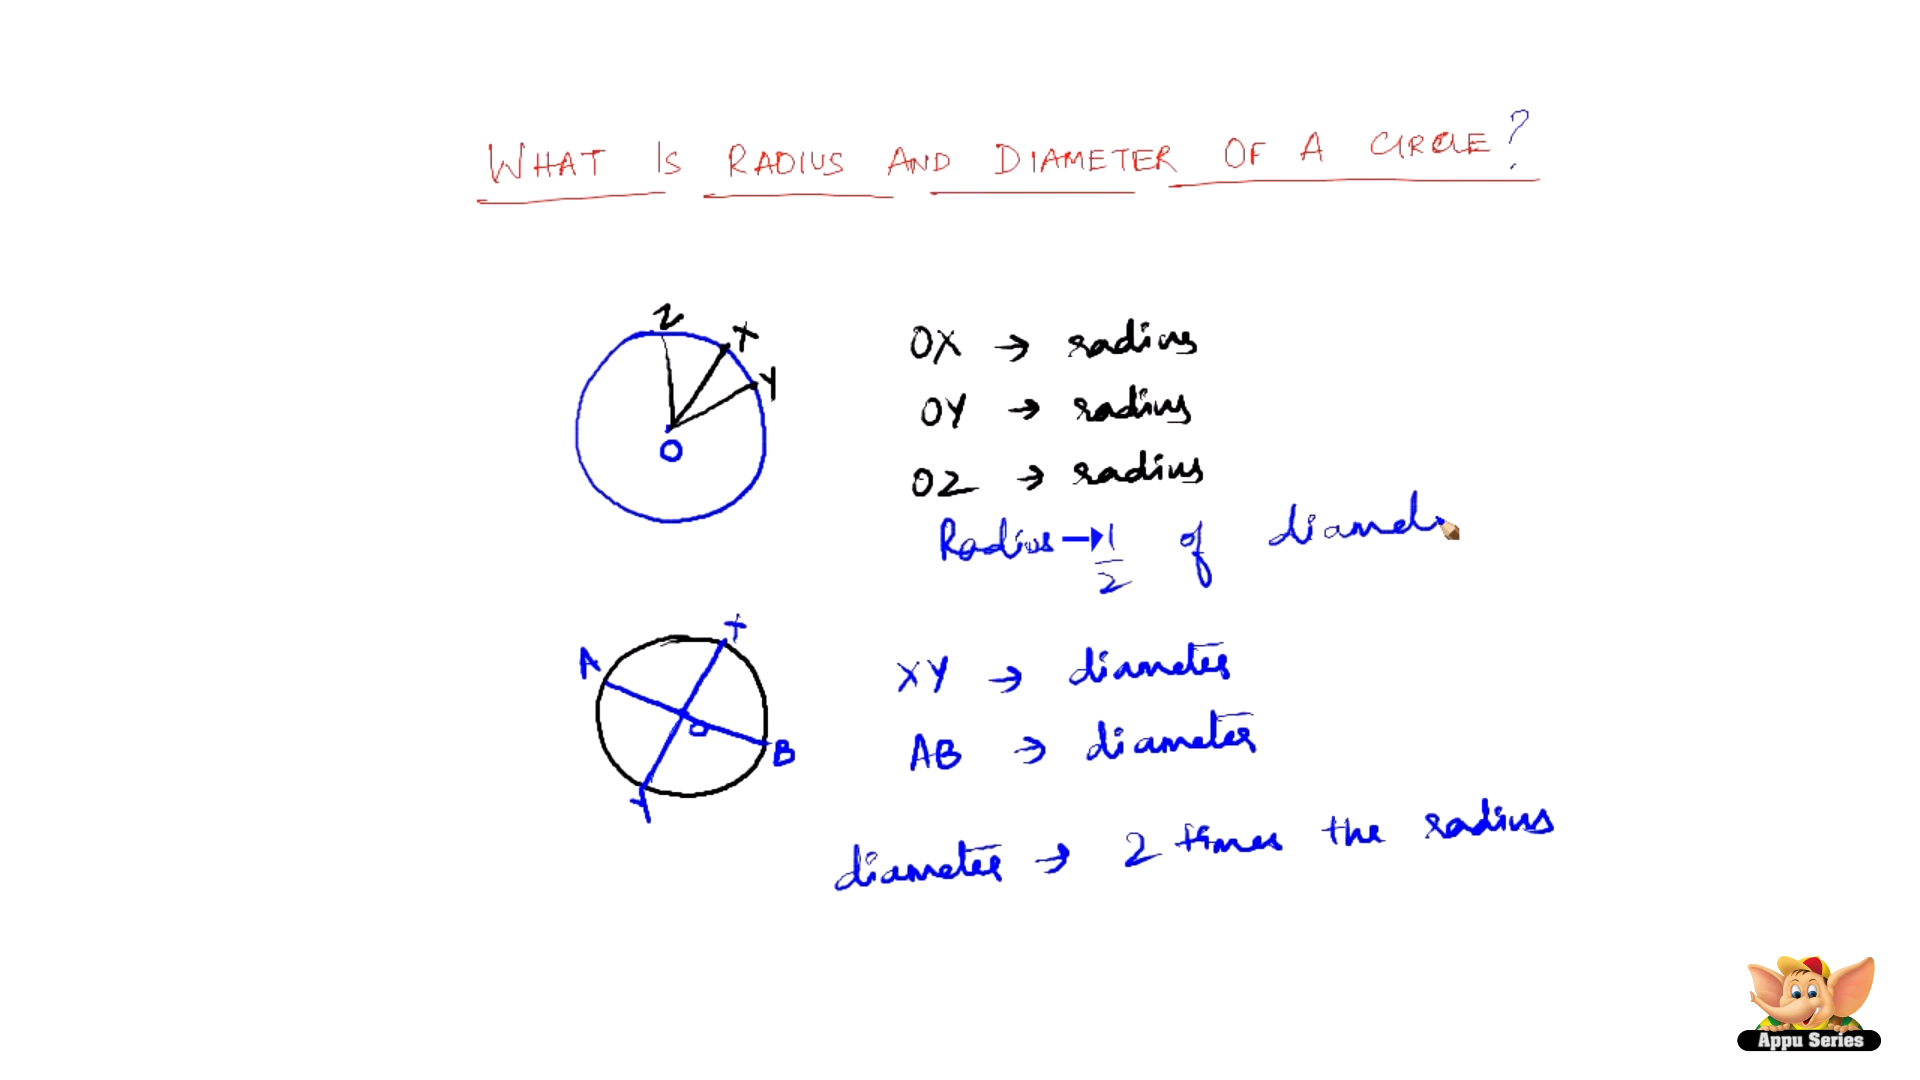 WHAT IS RADIUS AND DIAMETER OF A CIRCLE?
Z
X
Y
O
OX → radius
OY → radius
OZ → radius
Radius → 1/2 of diamet
X
A
O
B
Y
XY → diameter
AB → diameter
diameter → 2 times the radius
Appu Series